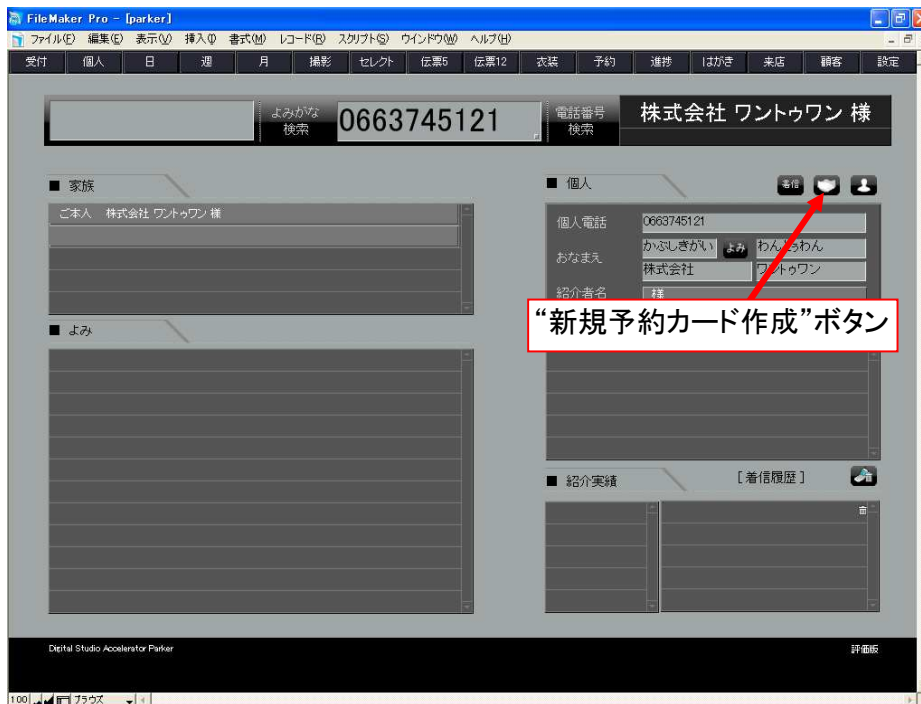 FileMaker Pro - [parker]
ファイル(F) 編集(E) 表示(V) 挿入(I) 書式(M) レコード(R) スクリプト(S) ウインドウ(W) ヘルプ(H)
受付 個人 日 週 月 撮影 セレクト 伝票5 伝票12 衣装 予約 進捗 はがき 来店 顧客 設定
よみがな
検索
0663745121
電話番号
検索
株式会社 ワントゥワン 様
■ 家族
ご本人 株式会社 ワントゥワン 様
■ 個人
着信
個人電話 0663745121
おなまえ
かぶしきがい よみ わんとぅわん
株式会社 ワントゥワン
紹介者名 様
“新規予約カード作成”ボタン
■ よみ
■ 紹介実績
[着信履歴]
Digital Studio Accelerator Parker
評価版
100 ブラウズ